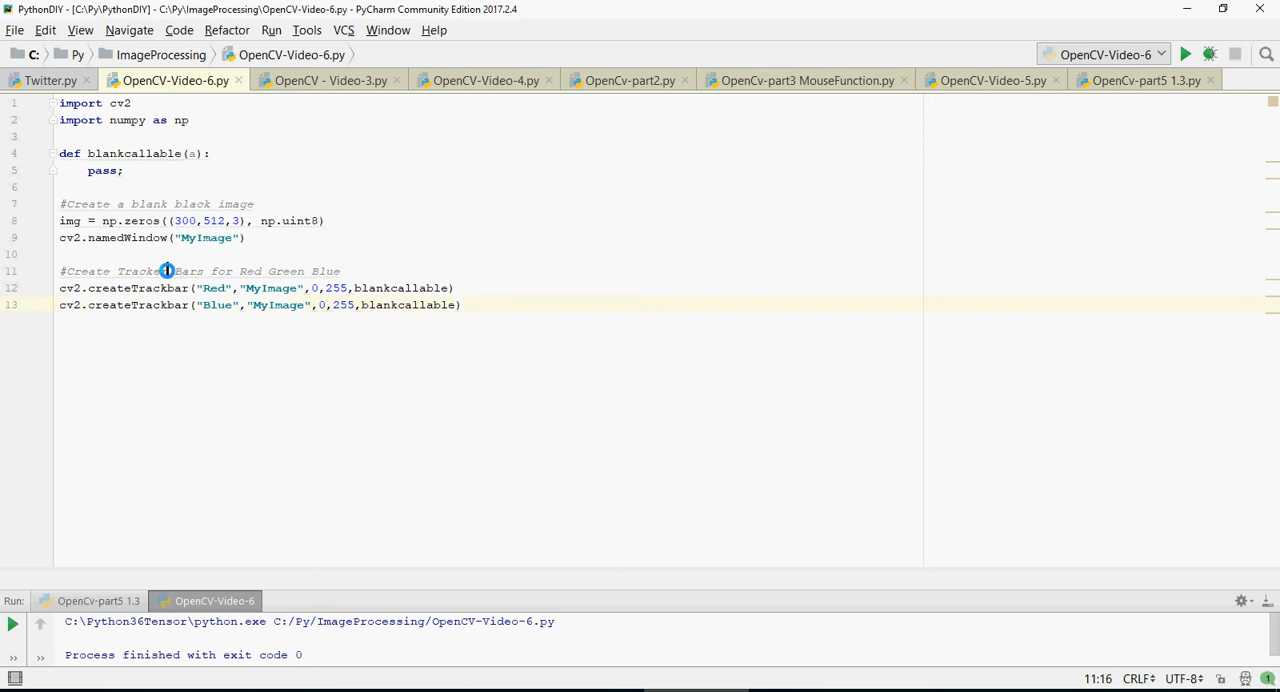 PythonDIY - [C:\Py\PythonDIY] - C:\Py\ImageProcessing\OpenCV-Video-6.py - PyCharm Community Edition 2017.2.4
File Edit View Navigate Code Refactor Run Tools VCS Window Help
C: Py ImageProcessing OpenCV-Video-6.py OpenCV-Video-6
Twitter.py OpenCV-Video-6.py OpenCV - Video-3.py OpenCV-Video-4.py OpenCv-part2.py OpenCv-part3 MouseFunction.py OpenCV-Video-5.py OpenCv-part5 1.3.py
1 import cv2
2 import numpy as np
3
4 def blankcallable(a):
5 pass;
6
7 #Create a blank black image
8 img = np.zeros((300,512,3), np.uint8)
9 cv2.namedWindow("MyImage")
10
11 #Create Tracker Bars for Red Green Blue
12 cv2.createTrackbar("Red","MyImage",0,255,blankcallable)
13 cv2.createTrackbar("Blue","MyImage",0,255,blankcallable)
Run: OpenCv-part5 1.3 OpenCV-Video-6
C:\Python36Tensor\python.exe C:/Py/ImageProcessing/OpenCV-Video-6.py
Process finished with exit code 0
11:16 CRLF UTF-8 1